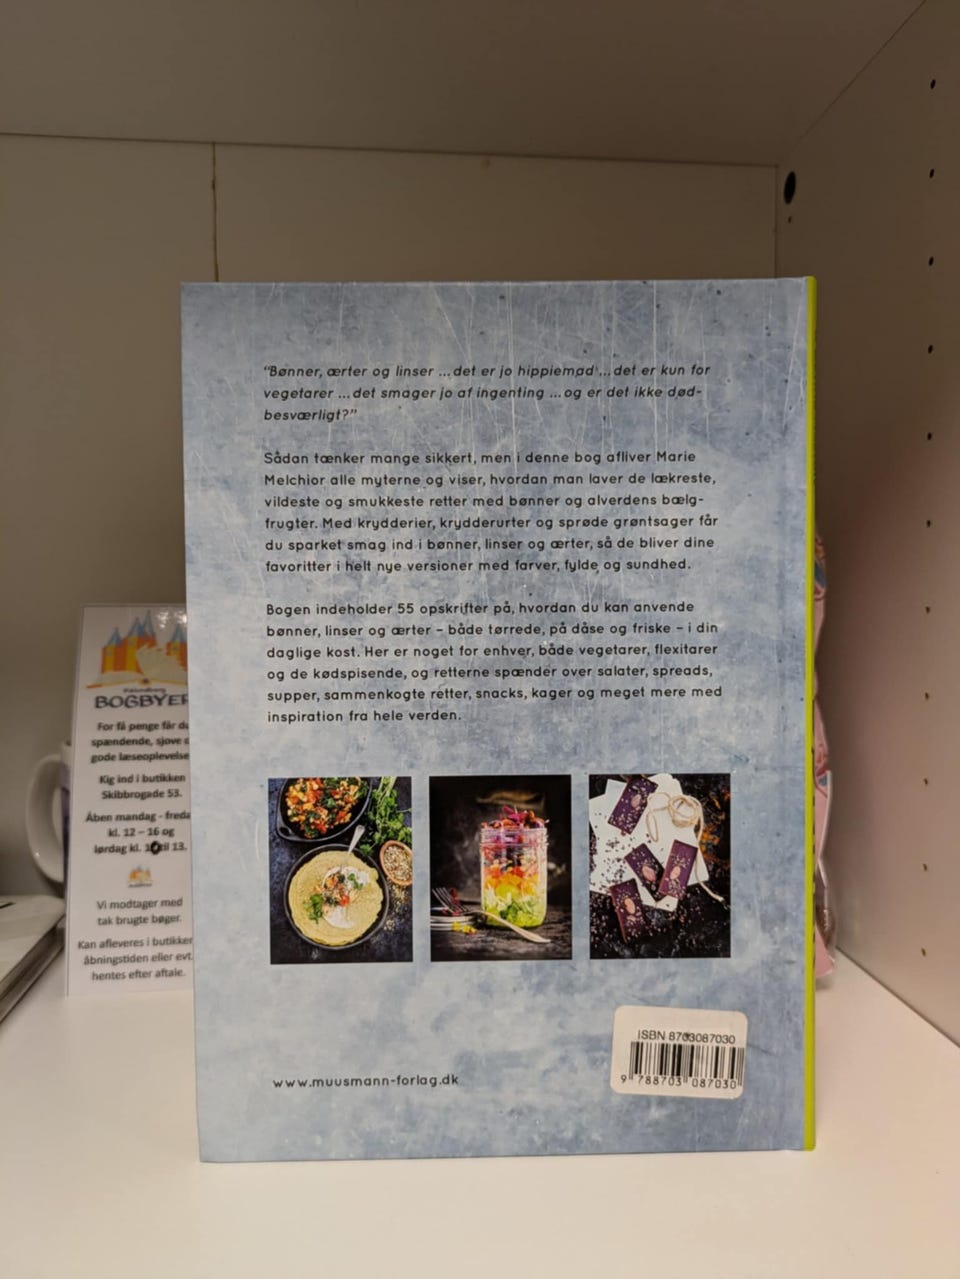 "Bønner, ærter og linser ... det er jo hippiemad ... det er kun for
vegetarer ... det smager jo af ingenting ... og er det ikke død-
besværligt?"
Sådan tænker mange sikkert, men i denne bog afliver Marie
Melchior alle myterne og viser, hvordan man laver de lækreste,
vildeste og smukkeste retter med bønner og alverdens bælg-
frugter. Med krydderier, krydderurter og sprøde grøntsager får
du sparket smag ind i bønner, linser og ærter, så de bliver dine
favoritter i helt nye versioner med farver, fylde og sundhed.
Bogen indeholder 55 opskrifter på, hvordan du kan anvende
bønner, linser og ærter – både tørrede, på dåse og friske – i din
daglige kost. Her er noget for enhver, både vegetarer, flexitarer
og de kødspisende, og retterne spænder over salater, spreads,
supper, sammenkogte retter, snacks, kager og meget mere med
inspiration fra hele verden.
www.muusmann-forlag.dk
ISBN 8703087030
9 788703 087030
Kalundborg
BOGBYEN
For få penge får du
spændende, sjove
gode læseoplevelse
Kig ind i butikken
Skibbrogade 53.
Åben mandag - freda
kl. 12 – 16 og
lørdag kl. til 13.
Vi modtager med
tak brugte bøger.
Kan afleveres i butikken
åbningstiden eller evt.
hentes efter aftale.